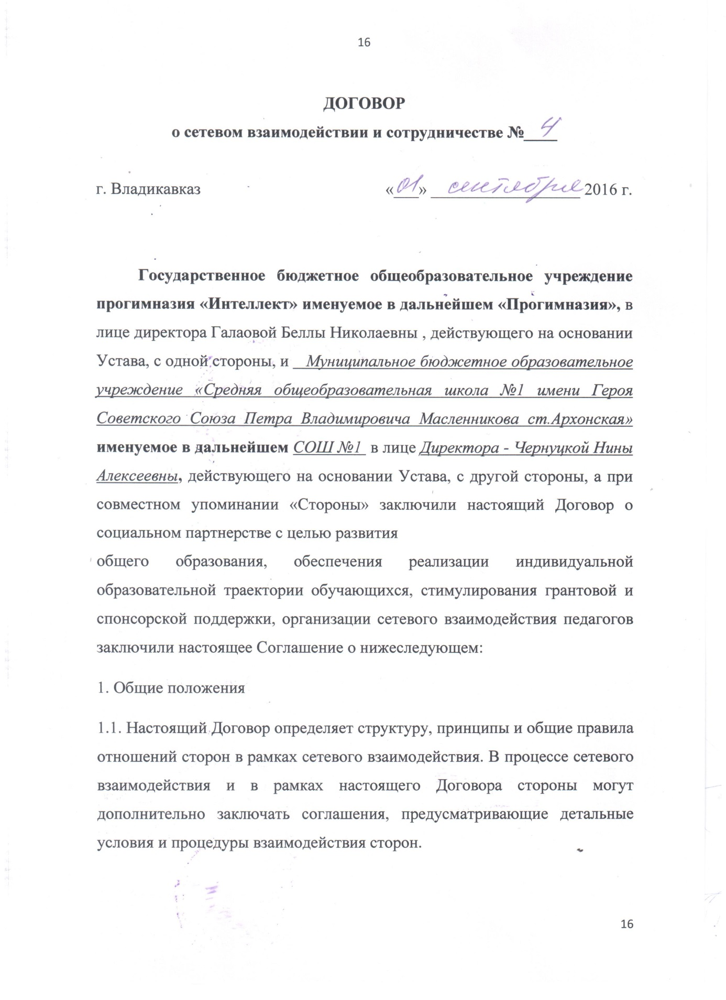 16
ДОГОВОР
о сетевом взаимодействии и сотрудничестве №____4
г. Владикавказ «01» сентября 2016 г.
Государственное бюджетное общеобразовательное учреждение
прогимназия «Интеллект» именуемое в дальнейшем «Прогимназия», в
лице директора Галаовой Беллы Николаевны , действующего на основании
Устава, с одной стороны, и Муниципальное бюджетное образовательное
учреждение «Средняя общеобразовательная школа №1 имени Героя
Советского Союза Петра Владимировича Масленникова ст.Архонская»
именуемое в дальнейшем СОШ №1 в лице Директора - Чернуцкой Нины
Алексеевны, действующего на основании Устава, с другой стороны, а при
совместном упоминании «Стороны» заключили настоящий Договор о
социальном партнерстве с целью развития
общего образования, обеспечения реализации индивидуальной
образовательной траектории обучающихся, стимулирования грантовой и
спонсорской поддержки, организации сетевого взаимодействия педагогов
заключили настоящее Соглашение о нижеследующем:
1. Общие положения
1.1. Настоящий Договор определяет структуру, принципы и общие правила
отношений сторон в рамках сетевого взаимодействия. В процессе сетевого
взаимодействия и в рамках настоящего Договора стороны могут
дополнительно заключать соглашения, предусматривающие детальные
условия и процедуры взаимодействия сторон.
16